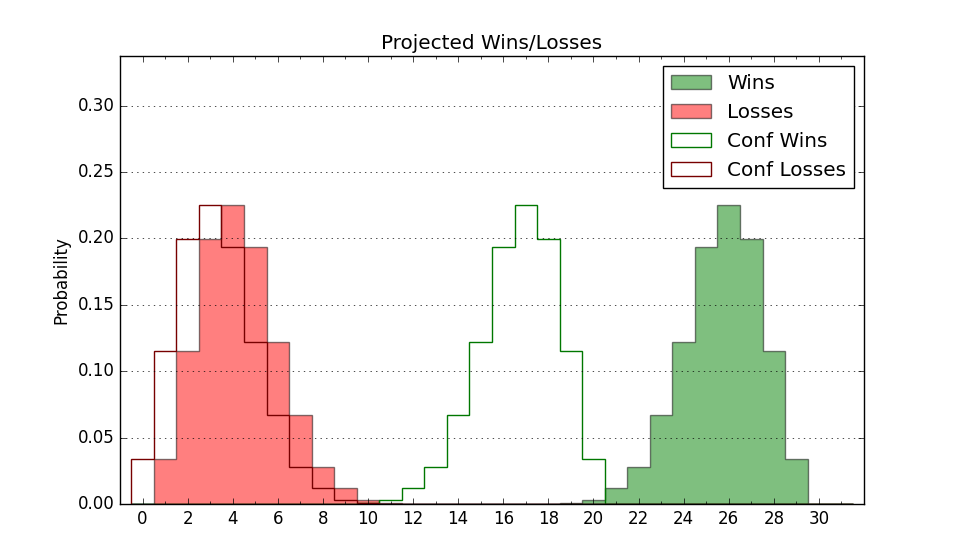 Projected Wins/Losses
Wins
Losses
Conf Wins
Conf Losses
Probability
0.30
0.25
0.20
0.15
0.10
0.05
0.00
0 2 4 6 8 10 12 14 16 18 20 22 24 26 28 30